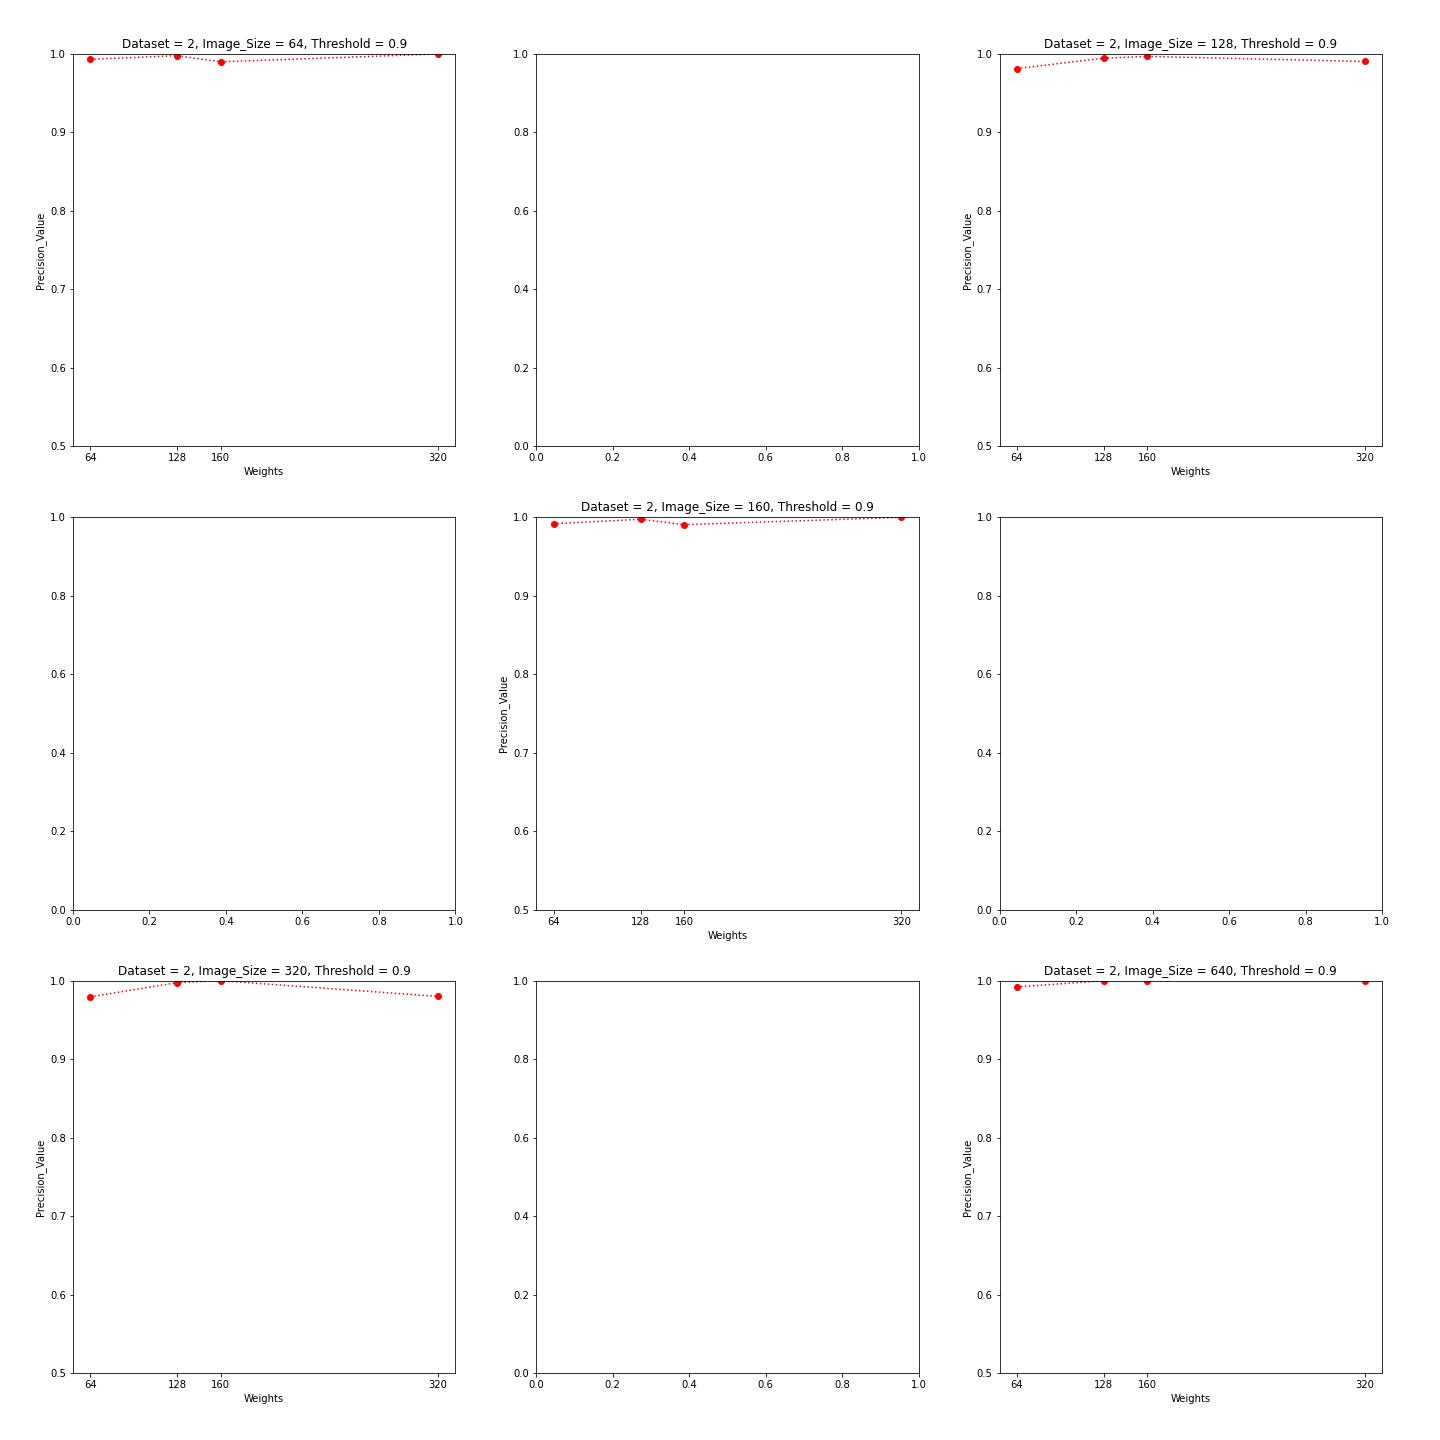 Dataset = 2, Image_Size = 64, Threshold = 0.9
1.0
0.9
0.8
0.7
0.6
0.5
Precision_Value
64 128 160 320
Weights
1.0
0.8
0.6
0.4
0.2
0.0
0.0 0.2 0.4 0.6 0.8 1.0
Dataset = 2, Image_Size = 128, Threshold = 0.9
1.0
0.9
0.8
0.7
0.6
0.5
Precision_Value
64 128 160 320
Weights
1.0
0.8
0.6
0.4
0.2
0.0
0.0 0.2 0.4 0.6 0.8 1.0
Dataset = 2, Image_Size = 160, Threshold = 0.9
1.0
0.9
0.8
0.7
0.6
0.5
Precision_Value
64 128 160 320
Weights
1.0
0.8
0.6
0.4
0.2
0.0
0.0 0.2 0.4 0.6 0.8 1.0
Dataset = 2, Image_Size = 320, Threshold = 0.9
1.0
0.9
0.8
0.7
0.6
0.5
Precision_Value
64 128 160 320
Weights
1.0
0.8
0.6
0.4
0.2
0.0
0.0 0.2 0.4 0.6 0.8 1.0
Dataset = 2, Image_Size = 640, Threshold = 0.9
1.0
0.9
0.8
0.7
0.6
0.5
Precision_Value
64 128 160 320
Weights